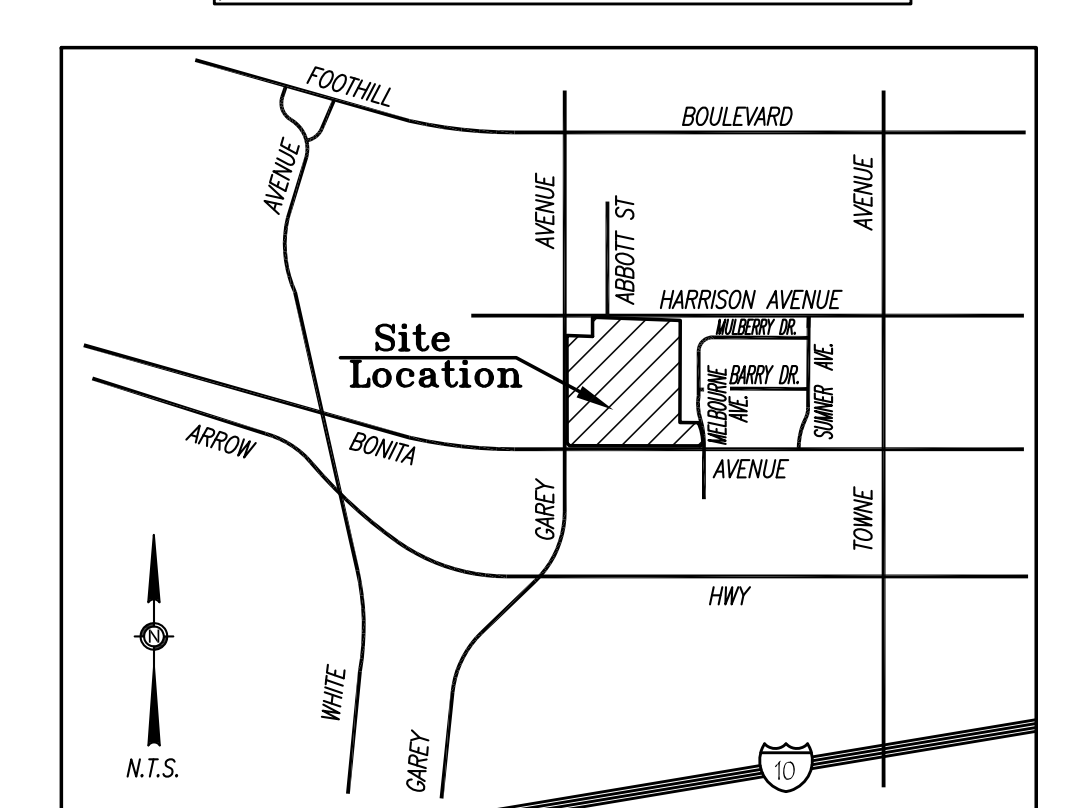 FOOTHILL
BOULEVARD
AVENUE
AVENUE
AVENUE
ABBOTT ST
HARRISON AVENUE
MULBERRY DR.
Site
Location
BARRY DR.
MELBOURNE
AVE.
SUMNER AVE.
ARROW
BONITA
AVENUE
GAREY
TOWNE
HWY
N
WHITE
GAREY
N.T.S.
10